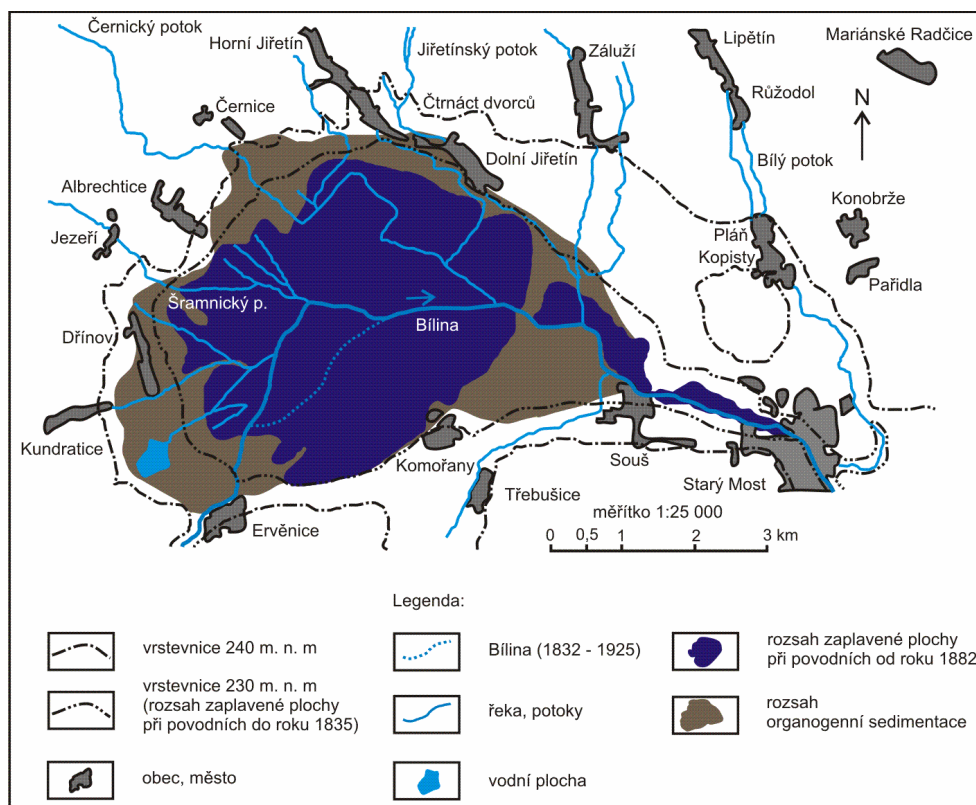 Černický potok
Horní Jiřetín
Jiřetínský potok
Záluží
Lipětín
Mariánské Radčice
Růžodol
N
Čtrnáct dvorců
Černice
Dolní Jiřetín
Bílý potok
Albrechtice
Konobrže
Jezeří
Pláň
Kopisty
Pařidla
Šramnický p.
Bílina
Dřínov
Kundratice
Komořany
Souš
Starý Most
Třebušice
Ervěnice
měřítko 1:25 000
0 0,5 1 2 3 km
Legenda:
vrstevnice 240 m. n. m
vrstevnice 230 m. n. m
(rozsah zaplavené plochy
při povodních do roku 1835)
obec, město
Bílina (1832 - 1925)
řeka, potoky
vodní plocha
rozsah zaplavené plochy
při povodních od roku 1882
rozsah
organogenní sedimentace